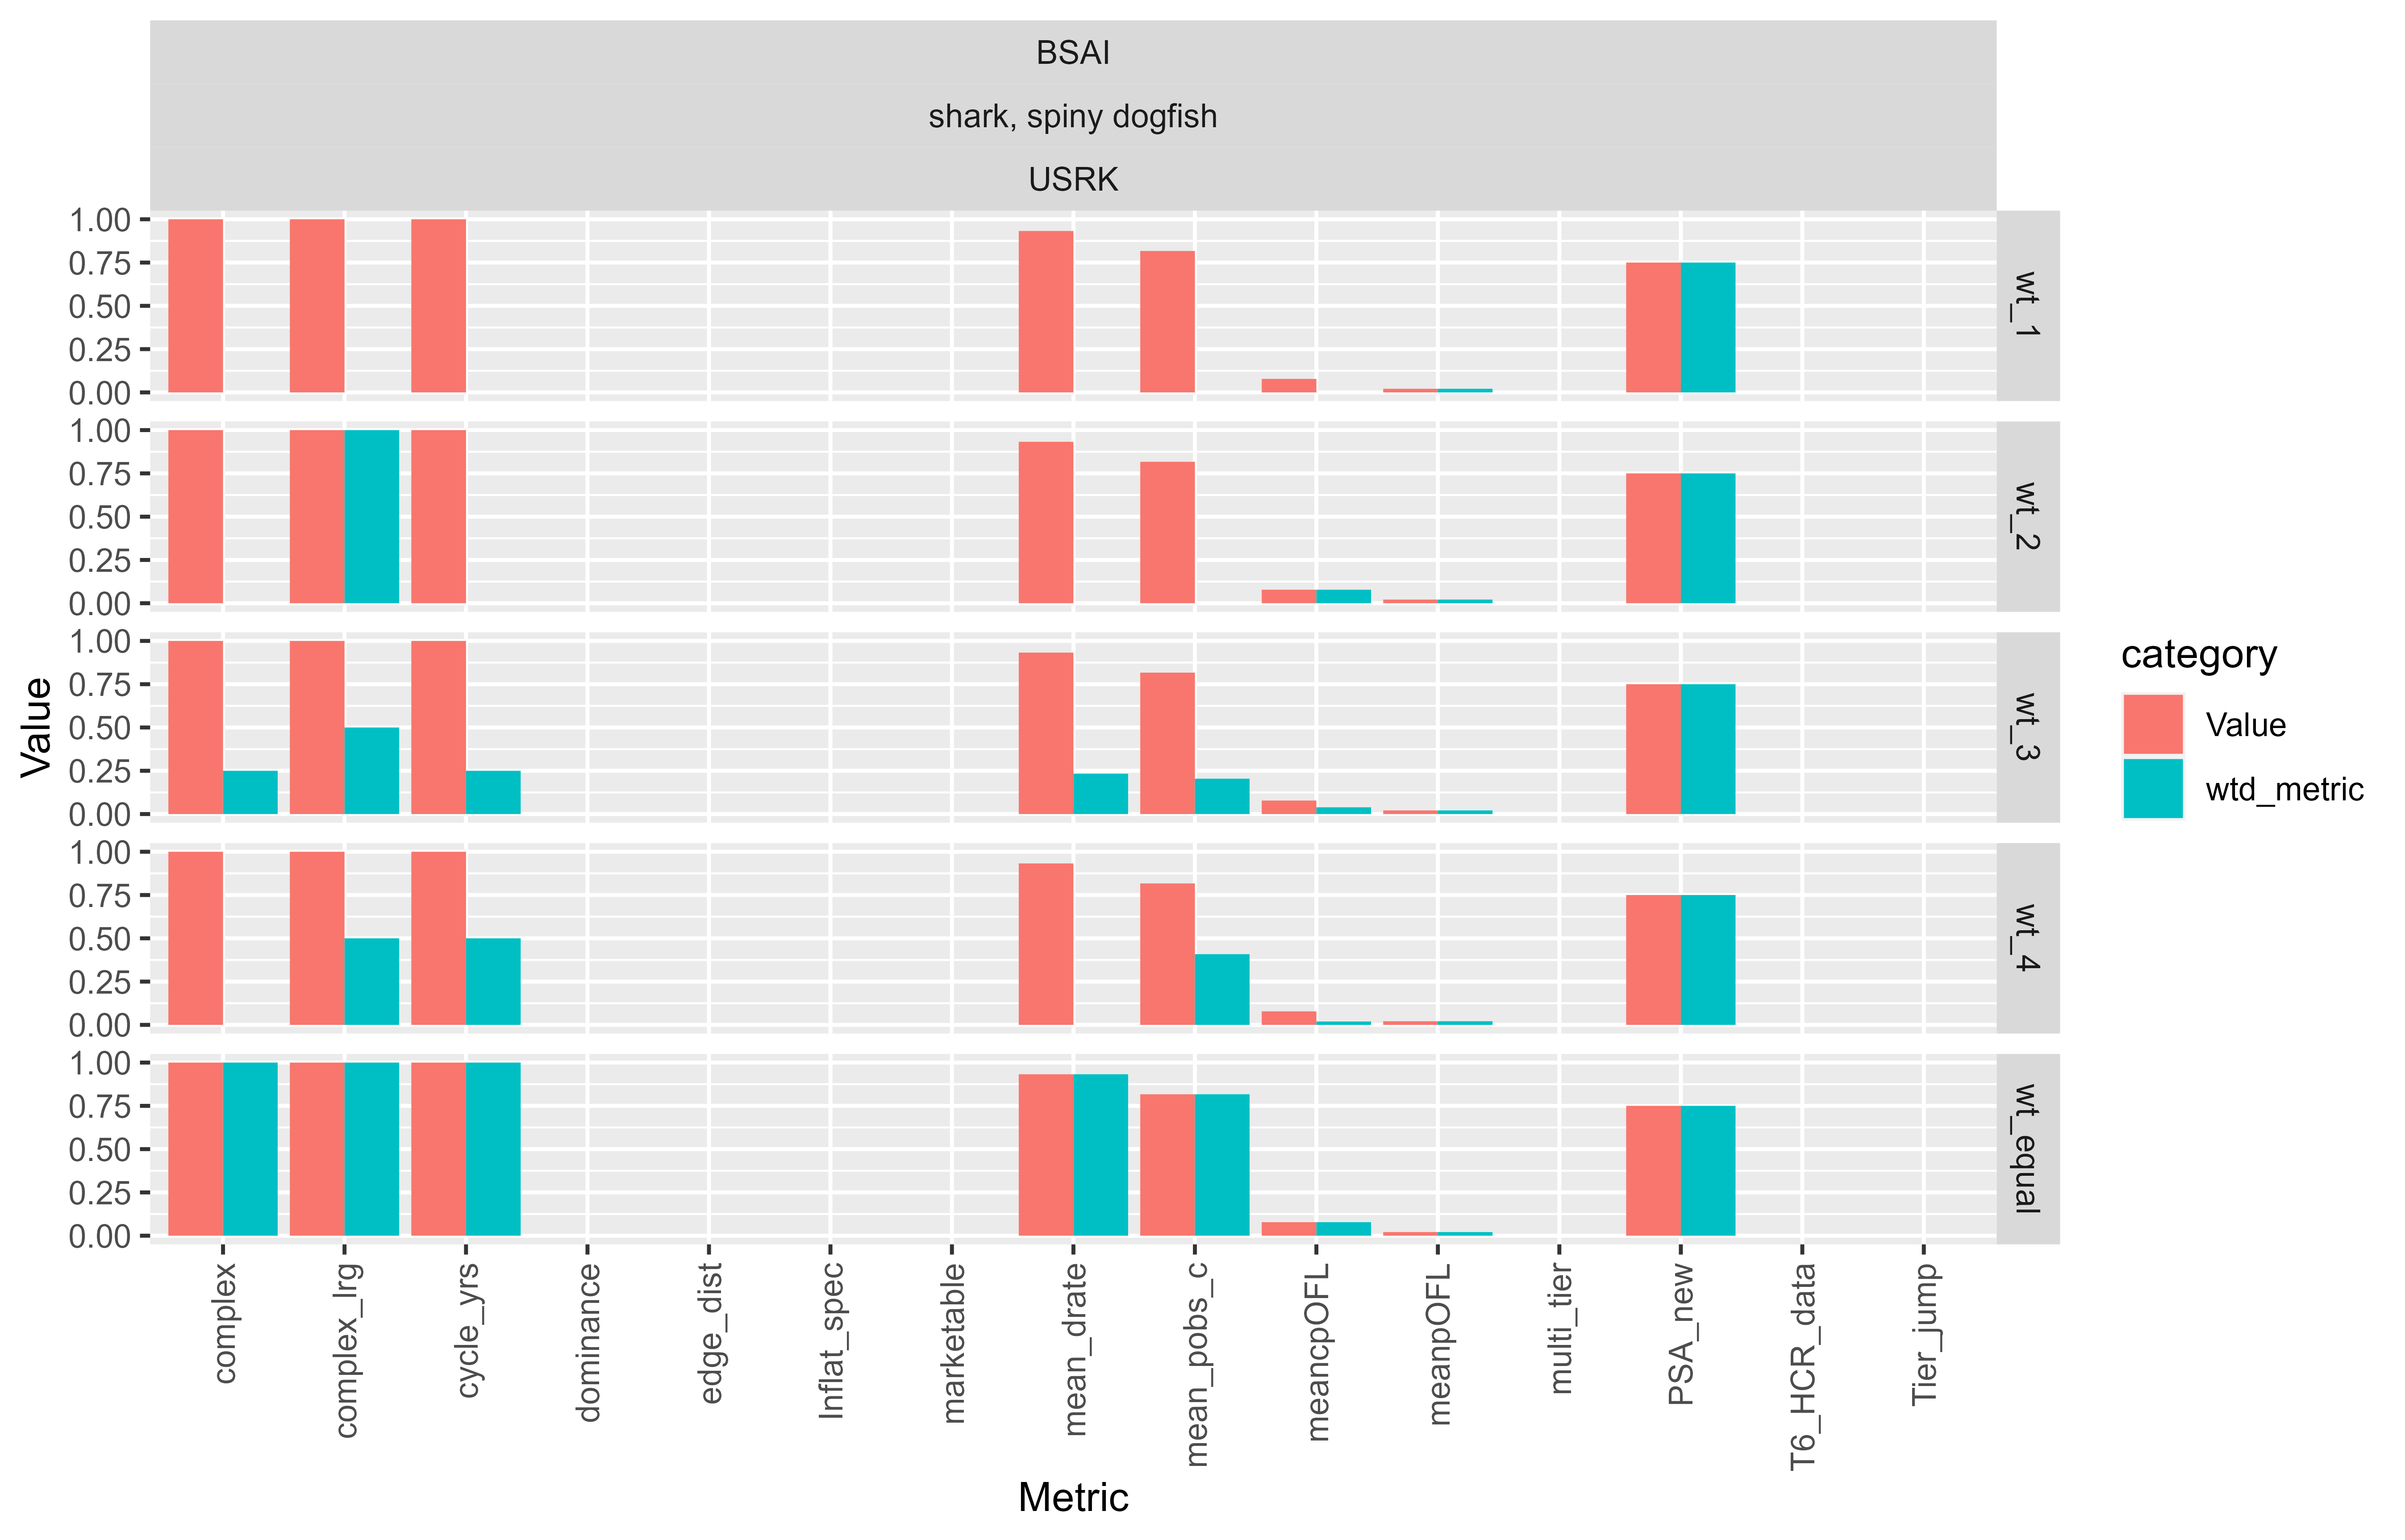 BSAI
shark, spiny dogfish
USRK
1.00
0.75
0.50
0.25
0.00
wt_1
1.00
0.75
0.50
0.25
0.00
wt_2
1.00
0.75
0.50
0.25
0.00
wt_3
1.00
0.75
0.50
0.25
0.00
wt_4
1.00
0.75
0.50
0.25
0.00
wt_equal
Value
complex
complex_lrg
cycle_yrs
dominance
edge_dist
Inflat_spec
marketable
mean_drate
mean_pobs_c
meancpOFL
meanpOFL
multi_tier
PSA_new
T6_HCR_data
Tier_jump
Metric
category
Value
wtd_metric